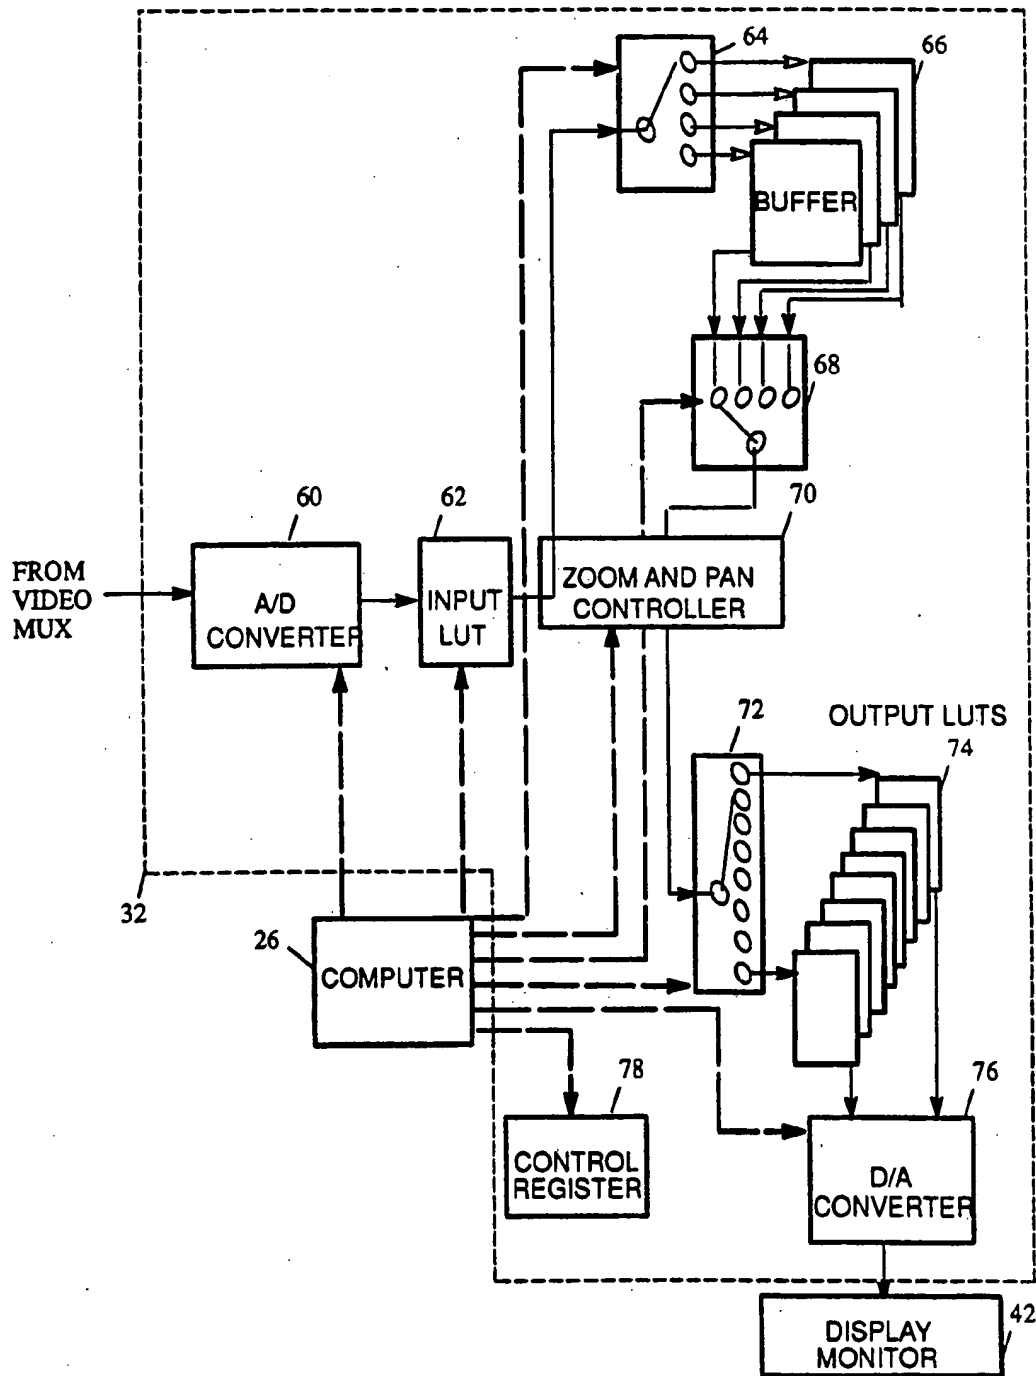 64
66
BUFFER
68
60
62
70
FROM
VIDEO
MUX
A/D
CONVERTER
INPUT
LUT
ZOOM AND PAN
CONTROLLER
72
OUTPUT LUTS
74
32
26
COMPUTER
78
76
CONTROL
REGISTER
D/A
CONVERTER
42
DISPLAY
MONITOR